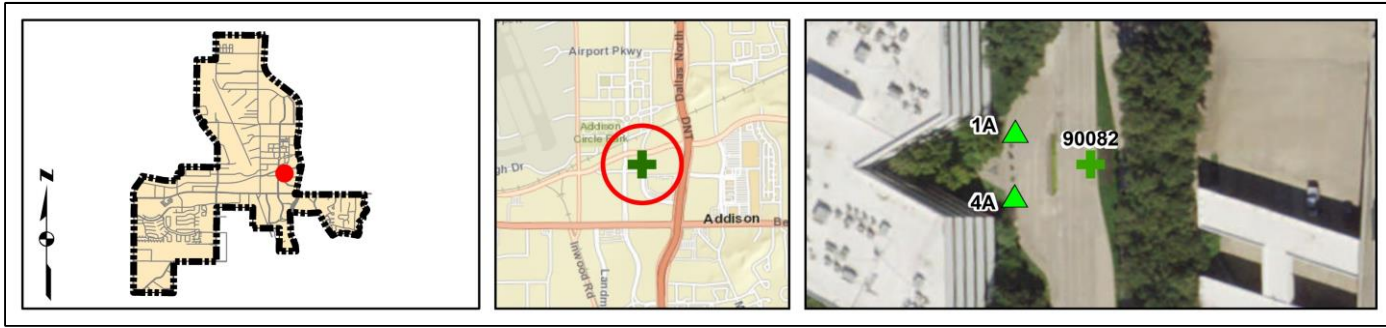 N
Airport Pkwy
Dallas North
DNT
Addison
Circle Park
gh Dr
Addison
Be
Inwood Rd
Landm
1A
90082
4A